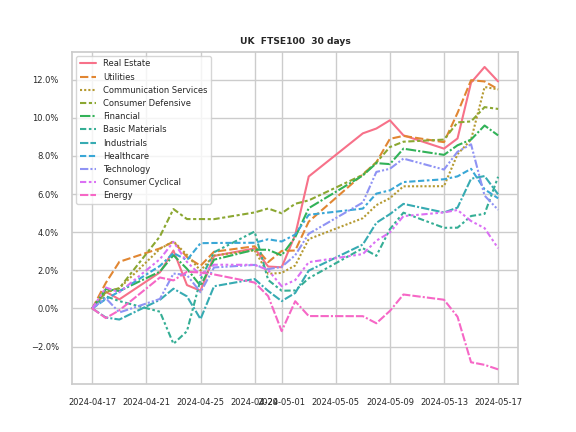 UK FTSE100 30 days
Real Estate
Utilities
Communication Services
Consumer Defensive
Financial
Basic Materials
Industrials
Healthcare
Technology
Consumer Cyclical
Energy
12.0%
10.0%
8.0%
6.0%
4.0%
2.0%
0.0%
−2.0%
2024-04-17 2024-04-21 2024-04-25 2024-04-29 2024-05-01 2024-05-05 2024-05-09 2024-05-13 2024-05-17